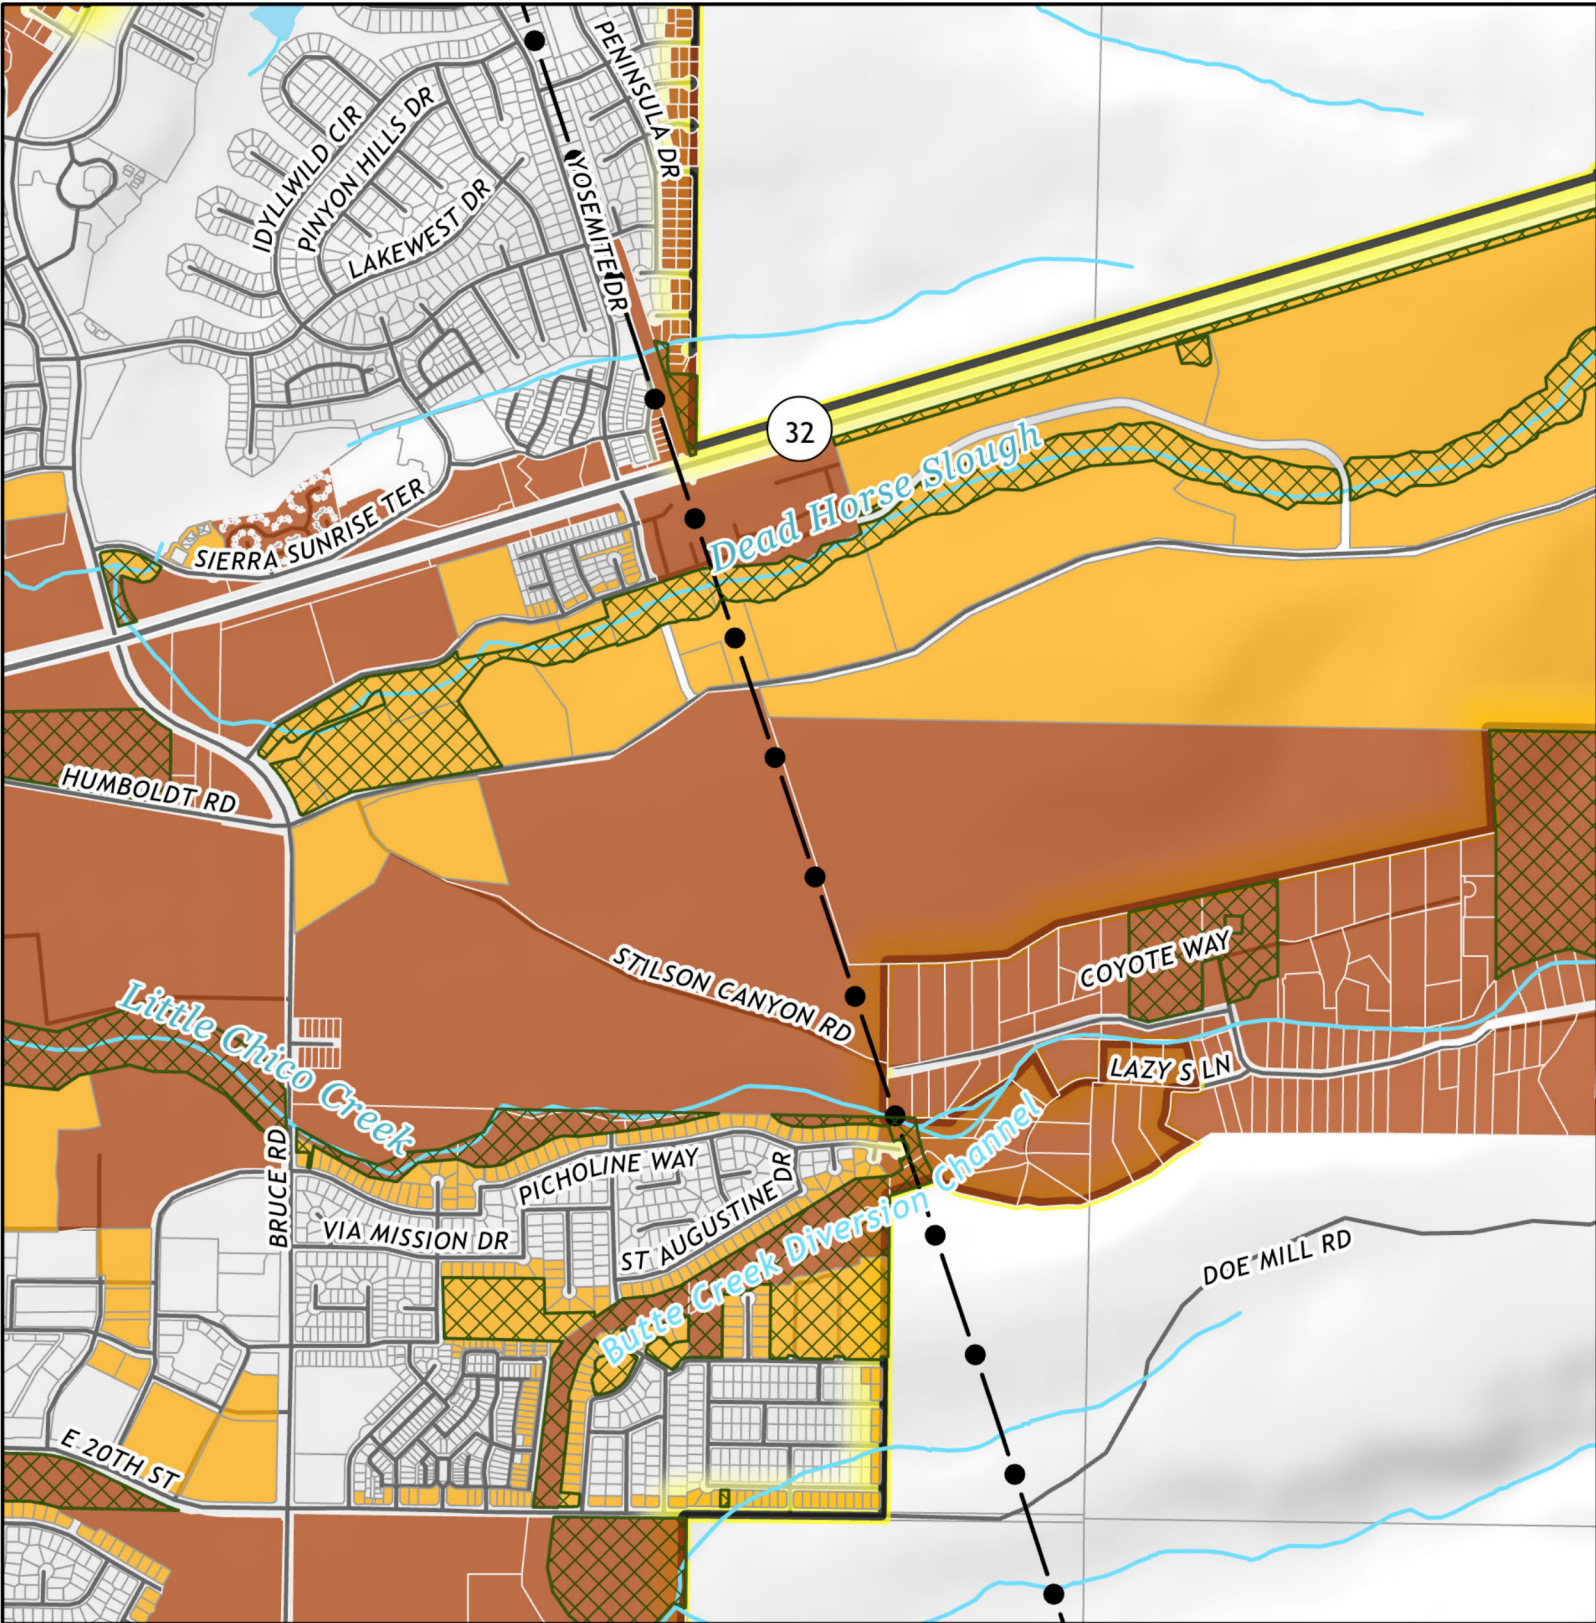 PENINSULA DR
IDYLLWILD CIR
PINYON HILLS DR
YOSEMITE DR
LAKEWEST DR
32
Dead Horse Slough
SIERRA SUNRISE TER
HUMBOLDT RD
STILSON CANYON RD
COYOTE WAY
Little Chico Creek
LAZY S LN
BRUCE RD
PICHOLINE WAY
Butte Creek Diversion Channel
ST AUGUSTINE DR
VIA MISSION DR
DOE MILL RD
E 20TH ST